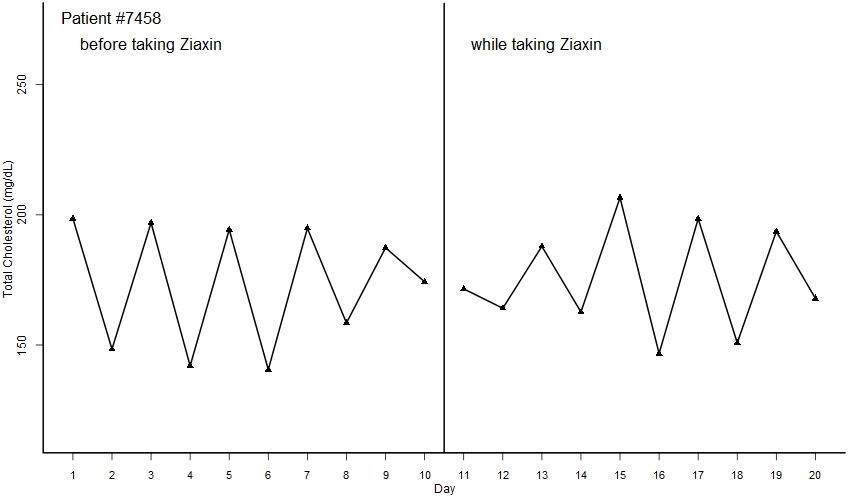 Patient #7458
before taking Ziaxin
while taking Ziaxin
Total Cholesterol (mg/dL)
250
200
150
1 2 3 4 5 6 7 8 9 10 11 12 13 14 15 16 17 18 19 20
Day